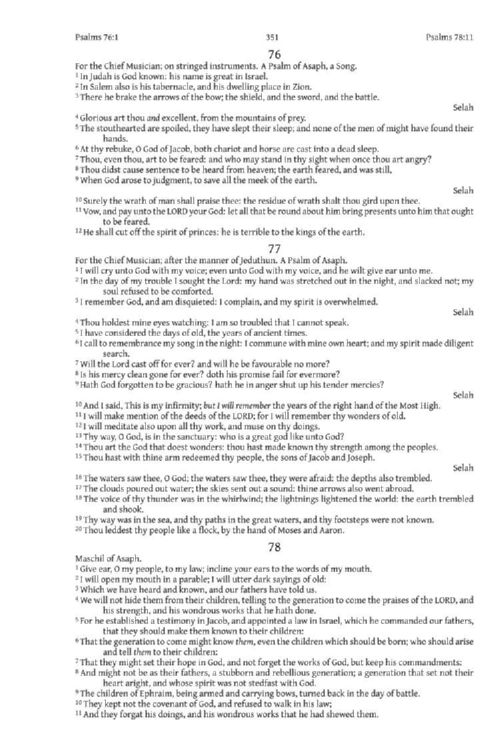 Psalms 76:1 351 Psalms 78:11
76
For the Chief Musician; on stringed instruments. A Psalm of Asaph, a Song.
1 In Judah is God known: his name is great in Israel.
2 In Salem also is his tabernacle, and his dwelling place in Zion.
3 There he brake the arrows of the bow; the shield, and the sword, and the battle.
Selah
4 Glorious art thou and excellent, from the mountains of prey.
5 The stouthearted are spoiled, they have slept their sleep; and none of the men of might have found their
hands.
6 At thy rebuke, O God of Jacob, both chariot and horse are cast into a dead sleep.
7 Thou, even thou, art to be feared: and who may stand in thy sight when once thou art angry?
8 Thou didst cause sentence to be heard from heaven; the earth feared, and was still,
9 When God arose to judgment, to save all the meek of the earth.
Selah
10 Surely the wrath of man shall praise thee: the residue of wrath shalt thou gird upon thee.
11 Vow, and pay unto the LORD your God: let all that be round about him bring presents unto him that ought
to be feared.
12 He shall cut off the spirit of princes: he is terrible to the kings of the earth.
77
For the Chief Musician; after the manner of Jeduthun. A Psalm of Asaph.
1 I will cry unto God with my voice; even unto God with my voice, and he wilt give ear unto me.
2 In the day of my trouble I sought the Lord: my hand was stretched out in the night, and slacked not; my
soul refused to be comforted.
3 I remember God, and am disquieted: I complain, and my spirit is overwhelmed.
Selah
4 Thou holdest mine eyes watching: I am so troubled that I cannot speak.
5 I have considered the days of old, the years of ancient times.
6 I call to remembrance my song in the night: I commune with mine own heart; and my spirit made diligent
search.
7 Will the Lord cast off for ever? and will he be favourable no more?
8 Is his mercy clean gone for ever? doth his promise fail for evermore?
9 Hath God forgotten to be gracious? hath he in anger shut up his tender mercies?
Selah
10 And I said, This is my infirmity; but I will remember the years of the right hand of the Most High.
11 I will make mention of the deeds of the LORD; for I will remember thy wonders of old.
12 I will meditate also upon all thy work, and muse on thy doings.
13 Thy way, O God, is in the sanctuary: who is a great god like unto God?
14 Thou art the God that doest wonders: thou hast made known thy strength among the peoples.
15 Thou hast with thine arm redeemed thy people, the sons of Jacob and Joseph.
Selah
16 The waters saw thee, O God; the waters saw thee, they were afraid: the depths also trembled.
17 The clouds poured out water; the skies sent out a sound: thine arrows also went abroad.
18 The voice of thy thunder was in the whirlwind; the lightnings lightened the world: the earth trembled
and shook.
19 Thy way was in the sea, and thy paths in the great waters, and thy footsteps were not known.
20 Thou leddest thy people like a flock, by the hand of Moses and Aaron.
78
Maschil of Asaph.
1 Give ear, O my people, to my law; incline your ears to the words of my mouth.
2 I will open my mouth in a parable; I will utter dark sayings of old:
3 Which we have heard and known, and our fathers have told us.
4 We will not hide them from their children, telling to the generation to come the praises of the LORD, and
his strength, and his wondrous works that he hath done.
5 For he established a testimony in Jacob, and appointed a law in Israel, which he commanded our fathers,
that they should make them known to their children:
6 That the generation to come might know them, even the children which should be born; who should arise
and tell them to their children:
7 That they might set their hope in God, and not forget the works of God, but keep his commandments:
8 And might not be as their fathers, a stubborn and rebellious generation; a generation that set not their
heart aright, and whose spirit was not stedfast with God.
9 The children of Ephraim, being armed and carrying bows, turned back in the day of battle.
10 They kept not the covenant of God, and refused to walk in his law;
11 And they forgat his doings, and his wondrous works that he had shewed them.